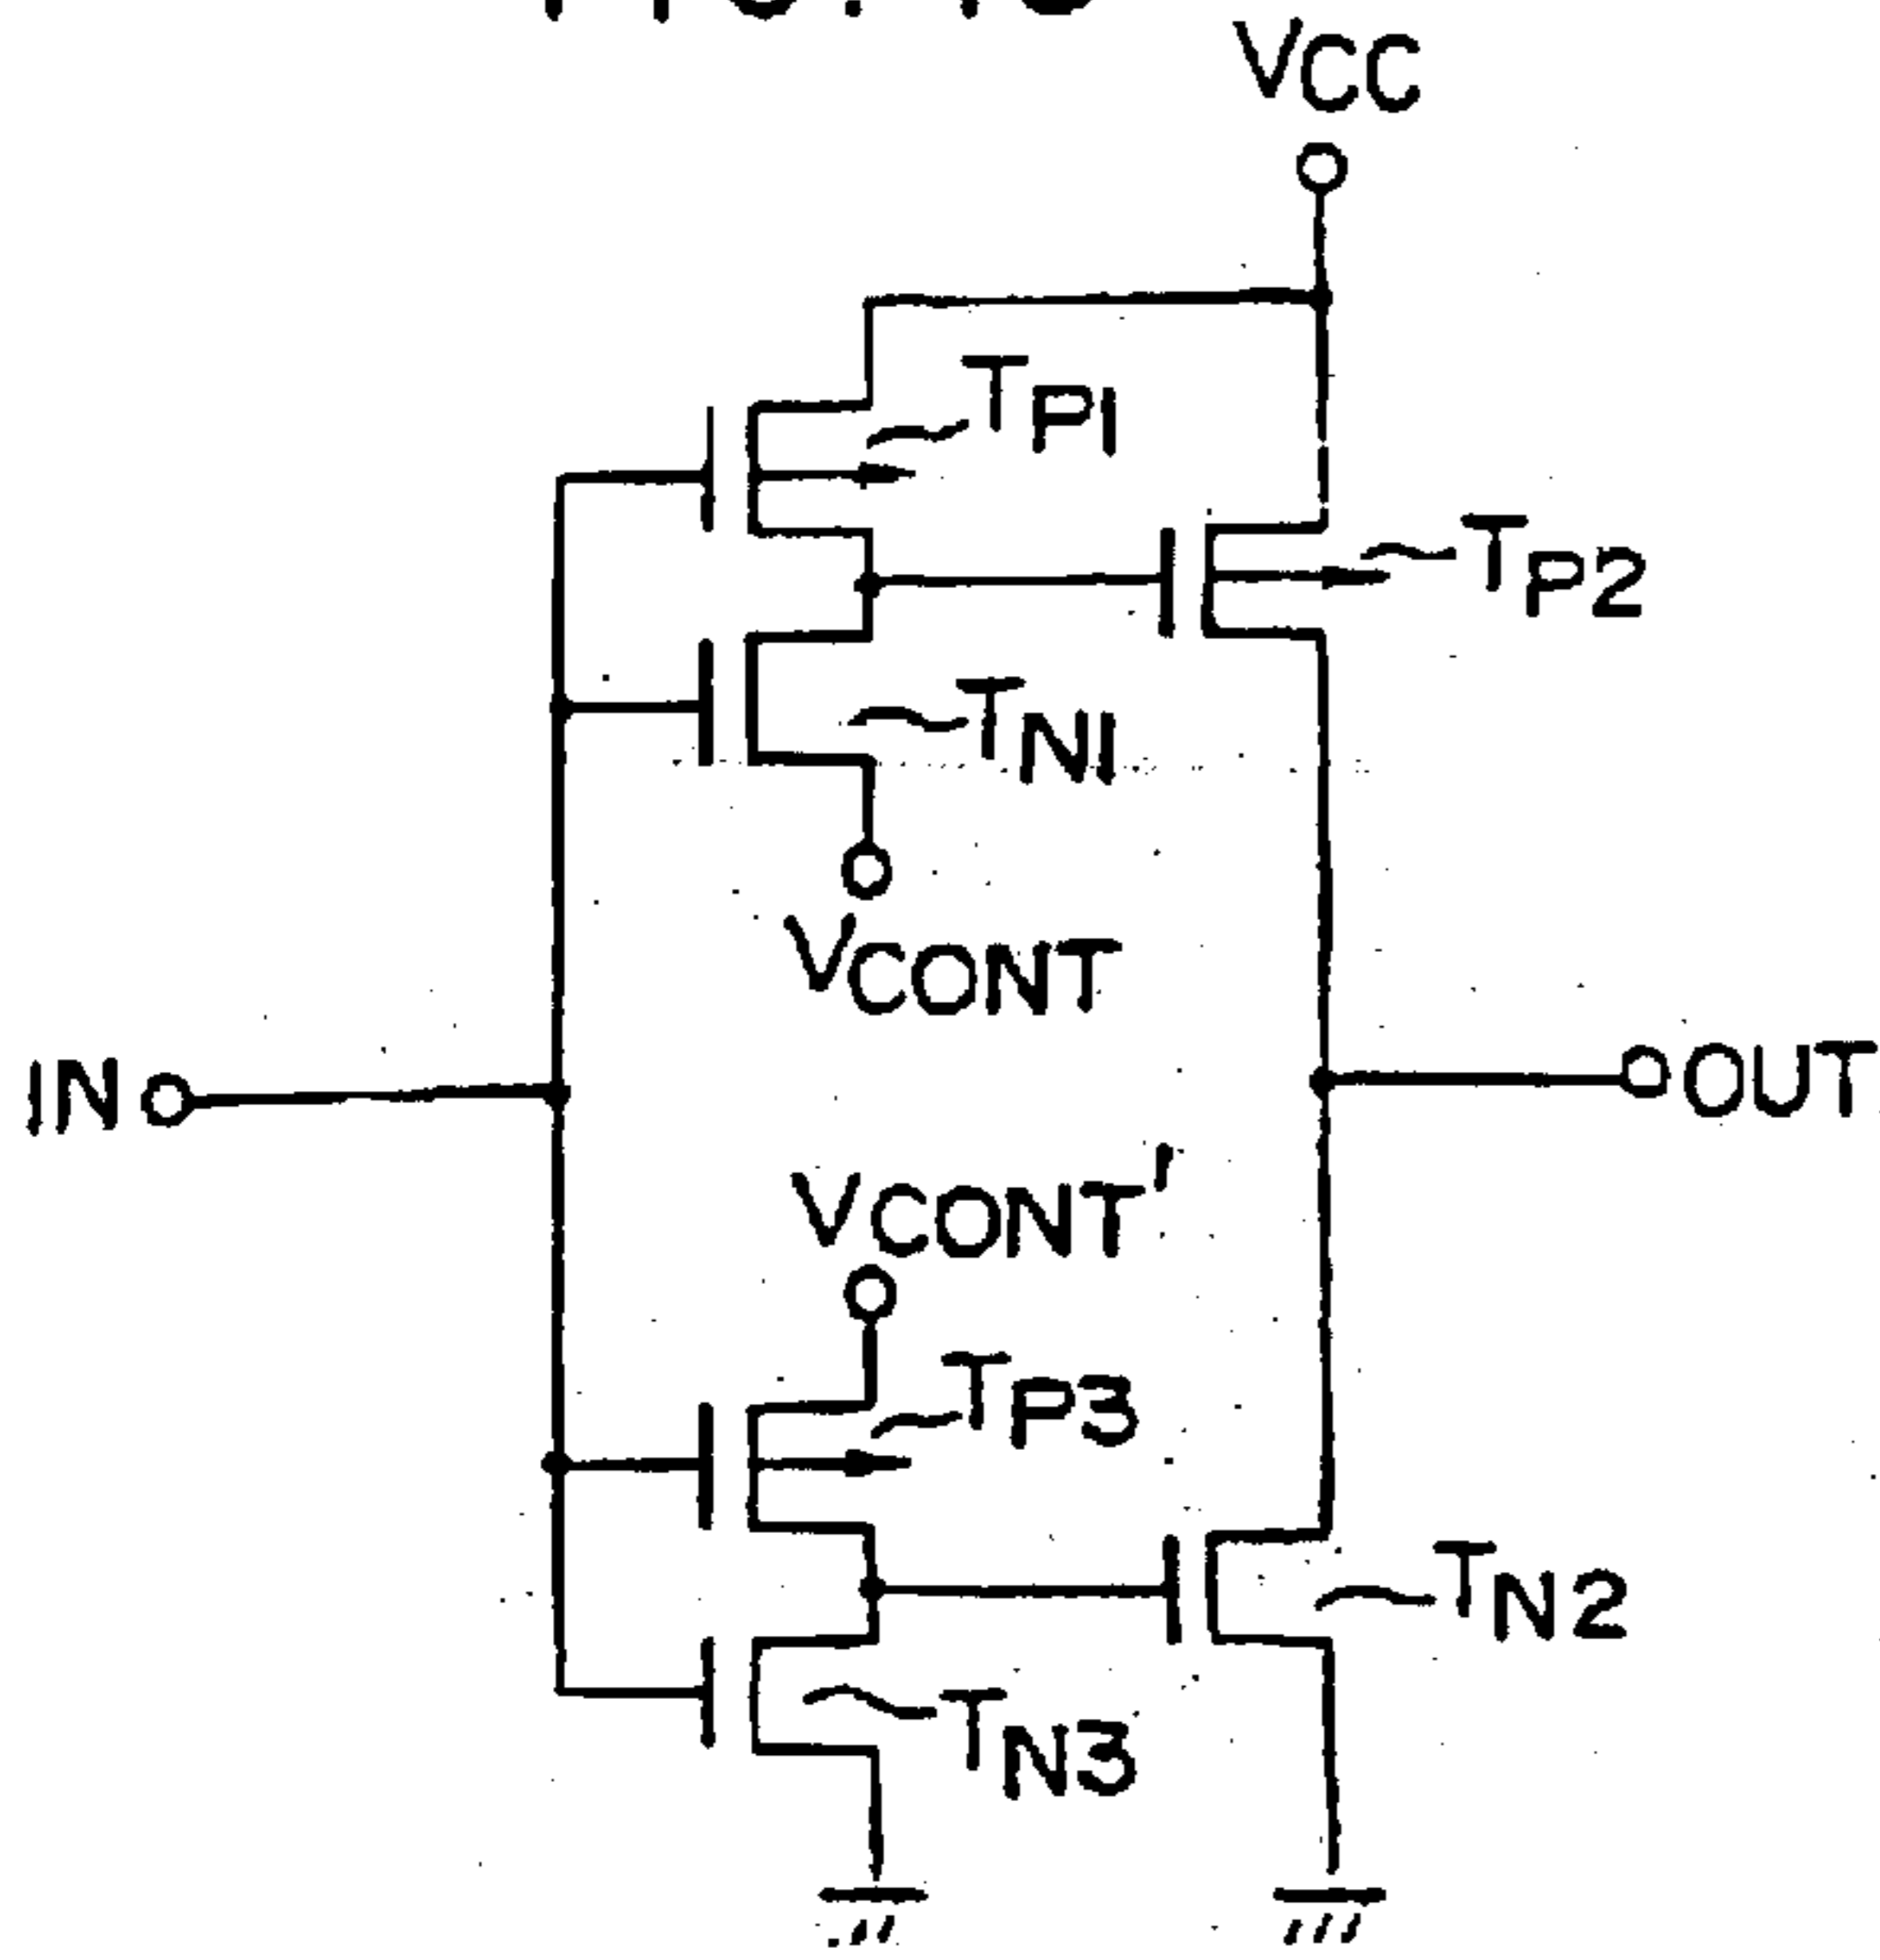 VCC
TP1
TP2
TN1
VCONT
IN
OUT
VCONT'
TP3
TN2
TN3